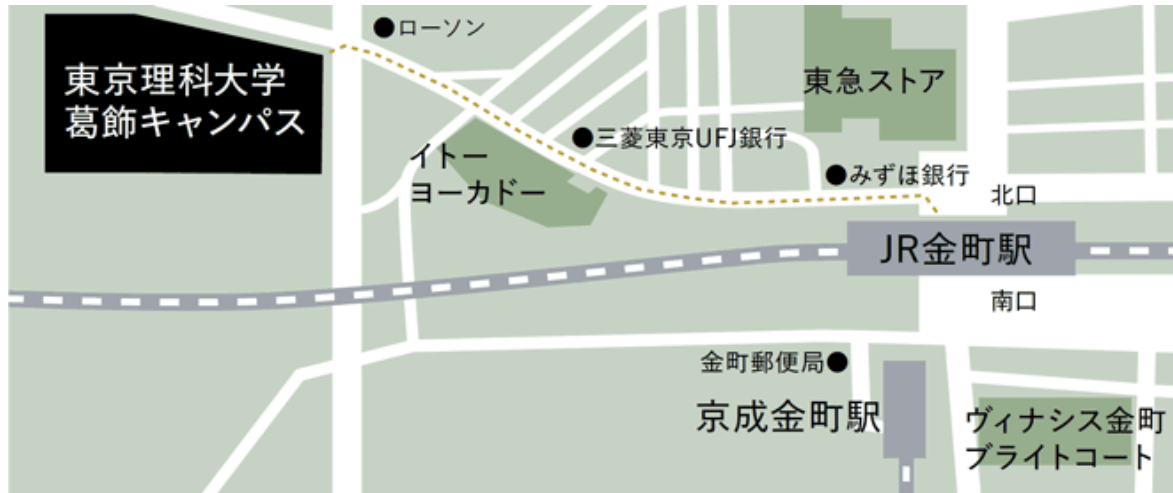 ローソン
東京理科大学
葛飾キャンパス
東急ストア
三菱東京UFJ銀行
イトー
ヨーカドー
みずほ銀行
北口
JR金町駅
南口
金町郵便局
京成金町駅
ヴィナシス金町
ブライトコート